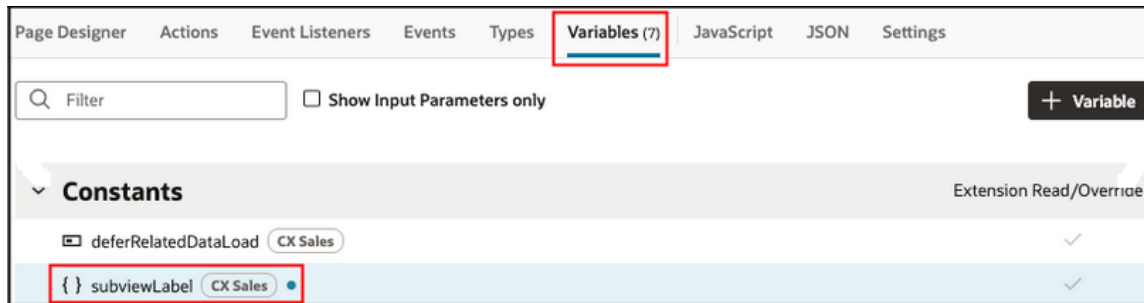 Page Designer Actions Event Listeners Events Types Variables (7) JavaScript JSON Settings
Filter Show Input Parameters only + Variable
Constants Extension Read/Override
deferRelatedDataLoad CX Sales
{ } subviewLabel CX Sales